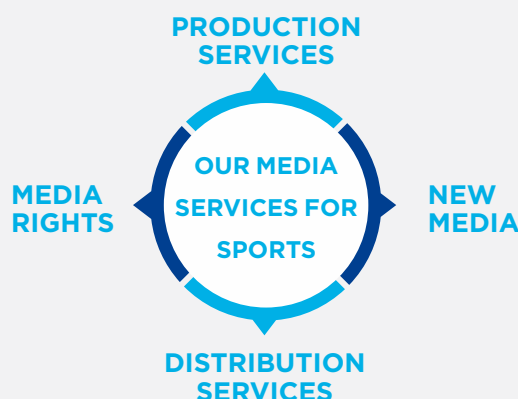 PRODUCTION
SERVICES
OUR MEDIA
SERVICES FOR
SPORTS
MEDIA
RIGHTS
NEW
MEDIA
DISTRIBUTION
SERVICES